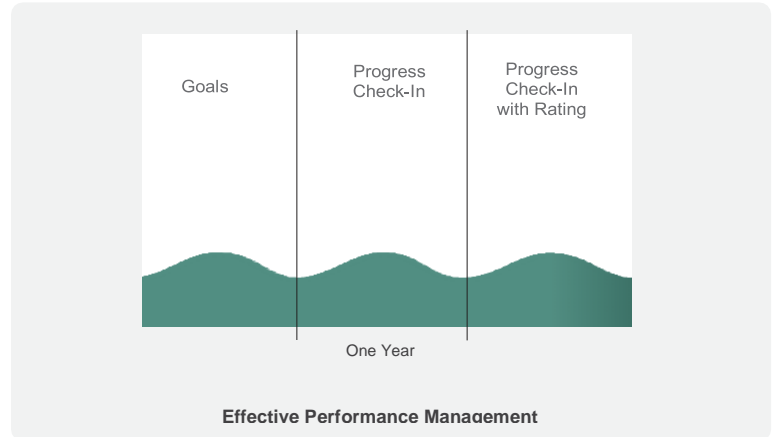 Goals
Progress
Check-In
Progress
Check-In
with Rating
One Year
Effective Performance Management